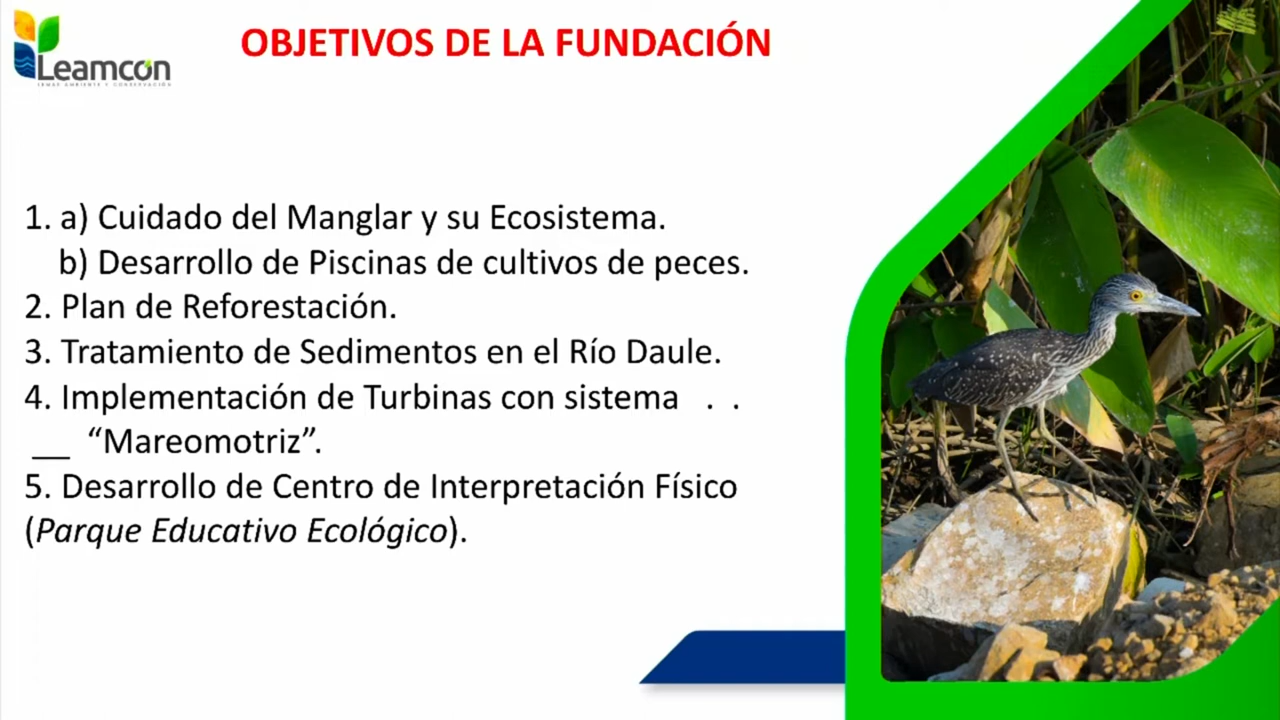 Leamcon
OBJETIVOS DE LA FUNDACIÓN
1. a) Cuidado del Manglar y su Ecosistema.
b) Desarrollo de Piscinas de cultivos de peces.
2. Plan de Reforestación.
3. Tratamiento de Sedimentos en el Río Daule.
4. Implementación de Turbinas con sistema . .
__ “Mareomotriz”.
5. Desarrollo de Centro de Interpretación Físico
(Parque Educativo Ecológico).